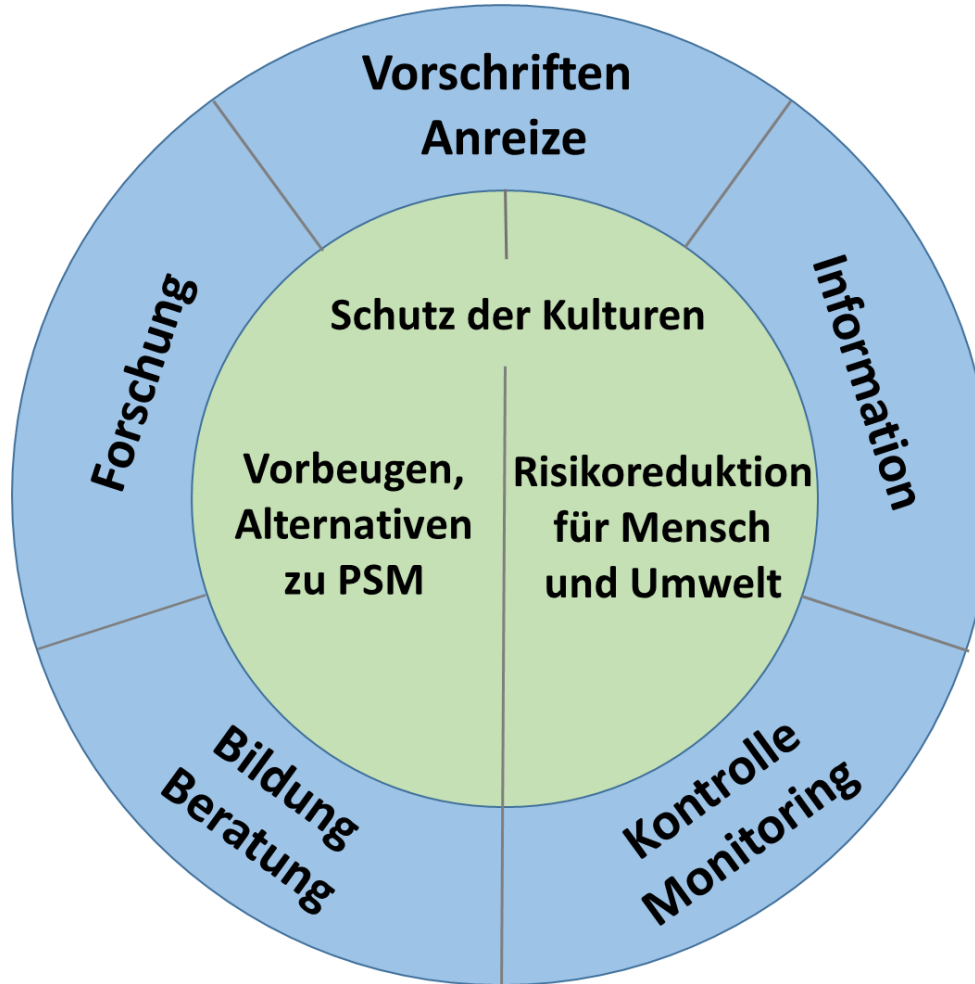 Vorschriften
Anreize
Forschung
Information
Schutz der Kulturen
Vorbeugen,
Alternativen
zu PSM
Risikoreduktion
für Mensch
und Umwelt
Bildung
Beratung
Kontrolle
Monitoring